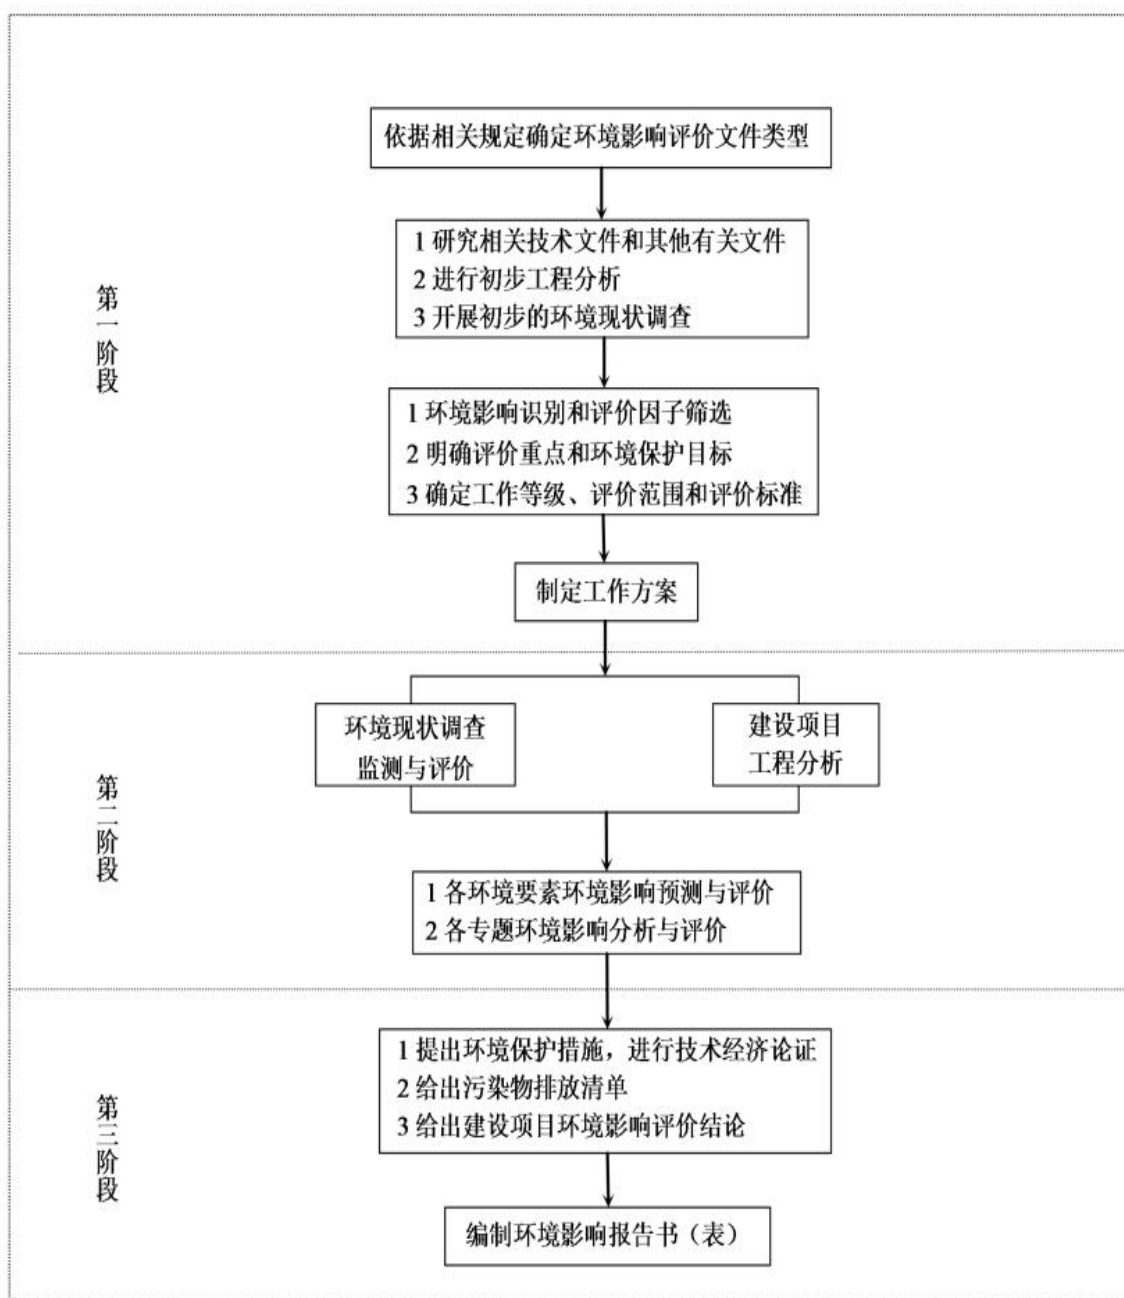 依据相关规定确定环境影响评价文件类型
1 研究相关技术文件和其他有关文件
2 进行初步工程分析
3 开展初步的环境现状调查
第一阶段
1 环境影响识别和评价因子筛选
2 明确评价重点和环境保护目标
3 确定工作等级、评价范围和评价标准
制定工作方案
环境现状调查
监测与评价
建设项目
工程分析
第二阶段
1 各环境要素环境影响预测与评价
2 各专题环境影响分析与评价
1 提出环境保护措施，进行技术经济论证
2 给出污染物排放清单
3 给出建设项目环境影响评价结论
第三阶段
编制环境影响报告书（表）